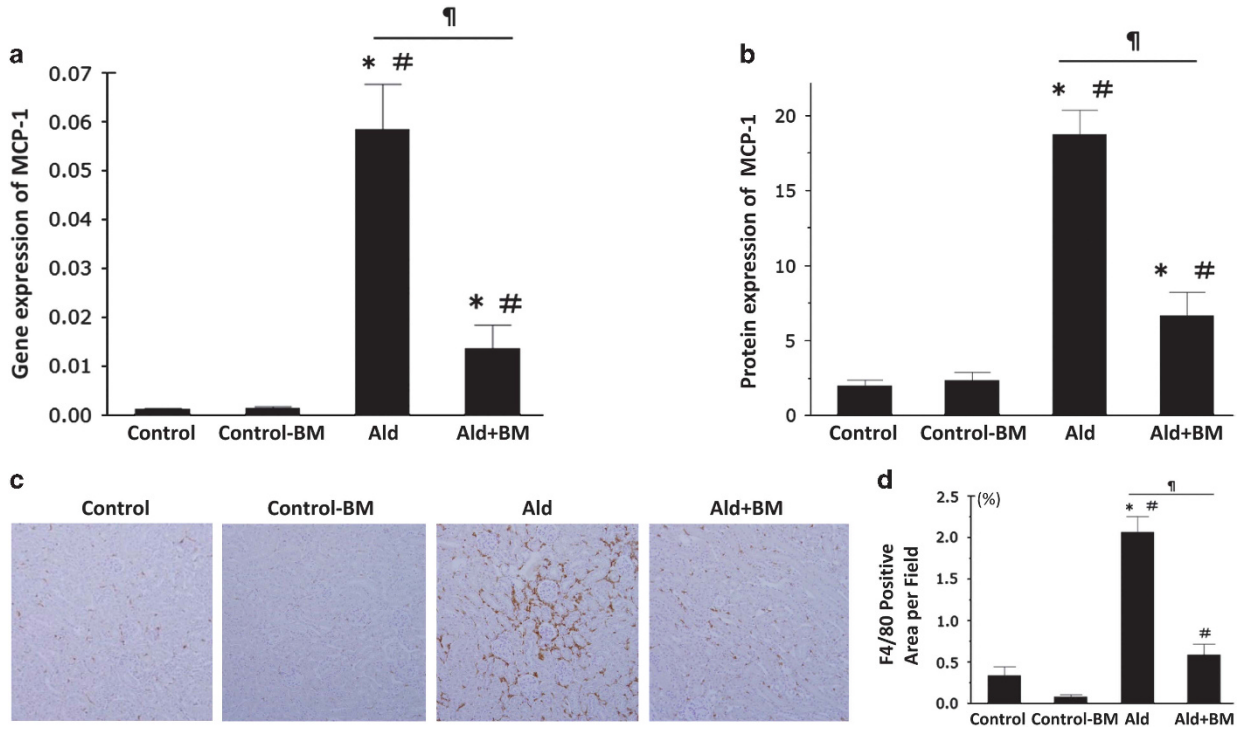 a
¶
* #
* #
Gene expression of MCP-1
0.07
0.06
0.05
0.04
0.03
0.02
0.01
0.00
Control Control-BM Ald Ald+BM
b
¶
* #
* #
Protein expression of MCP-1
20
15
10
5
0
Control Control-BM Ald Ald+BM
c
Control Control-BM Ald Ald+BM
d
(%)
¶
* #
#
F4/80 Positive
Area per Field
2.5
2.0
1.5
1.0
0.5
0.0
Control Control-BM Ald Ald+BM